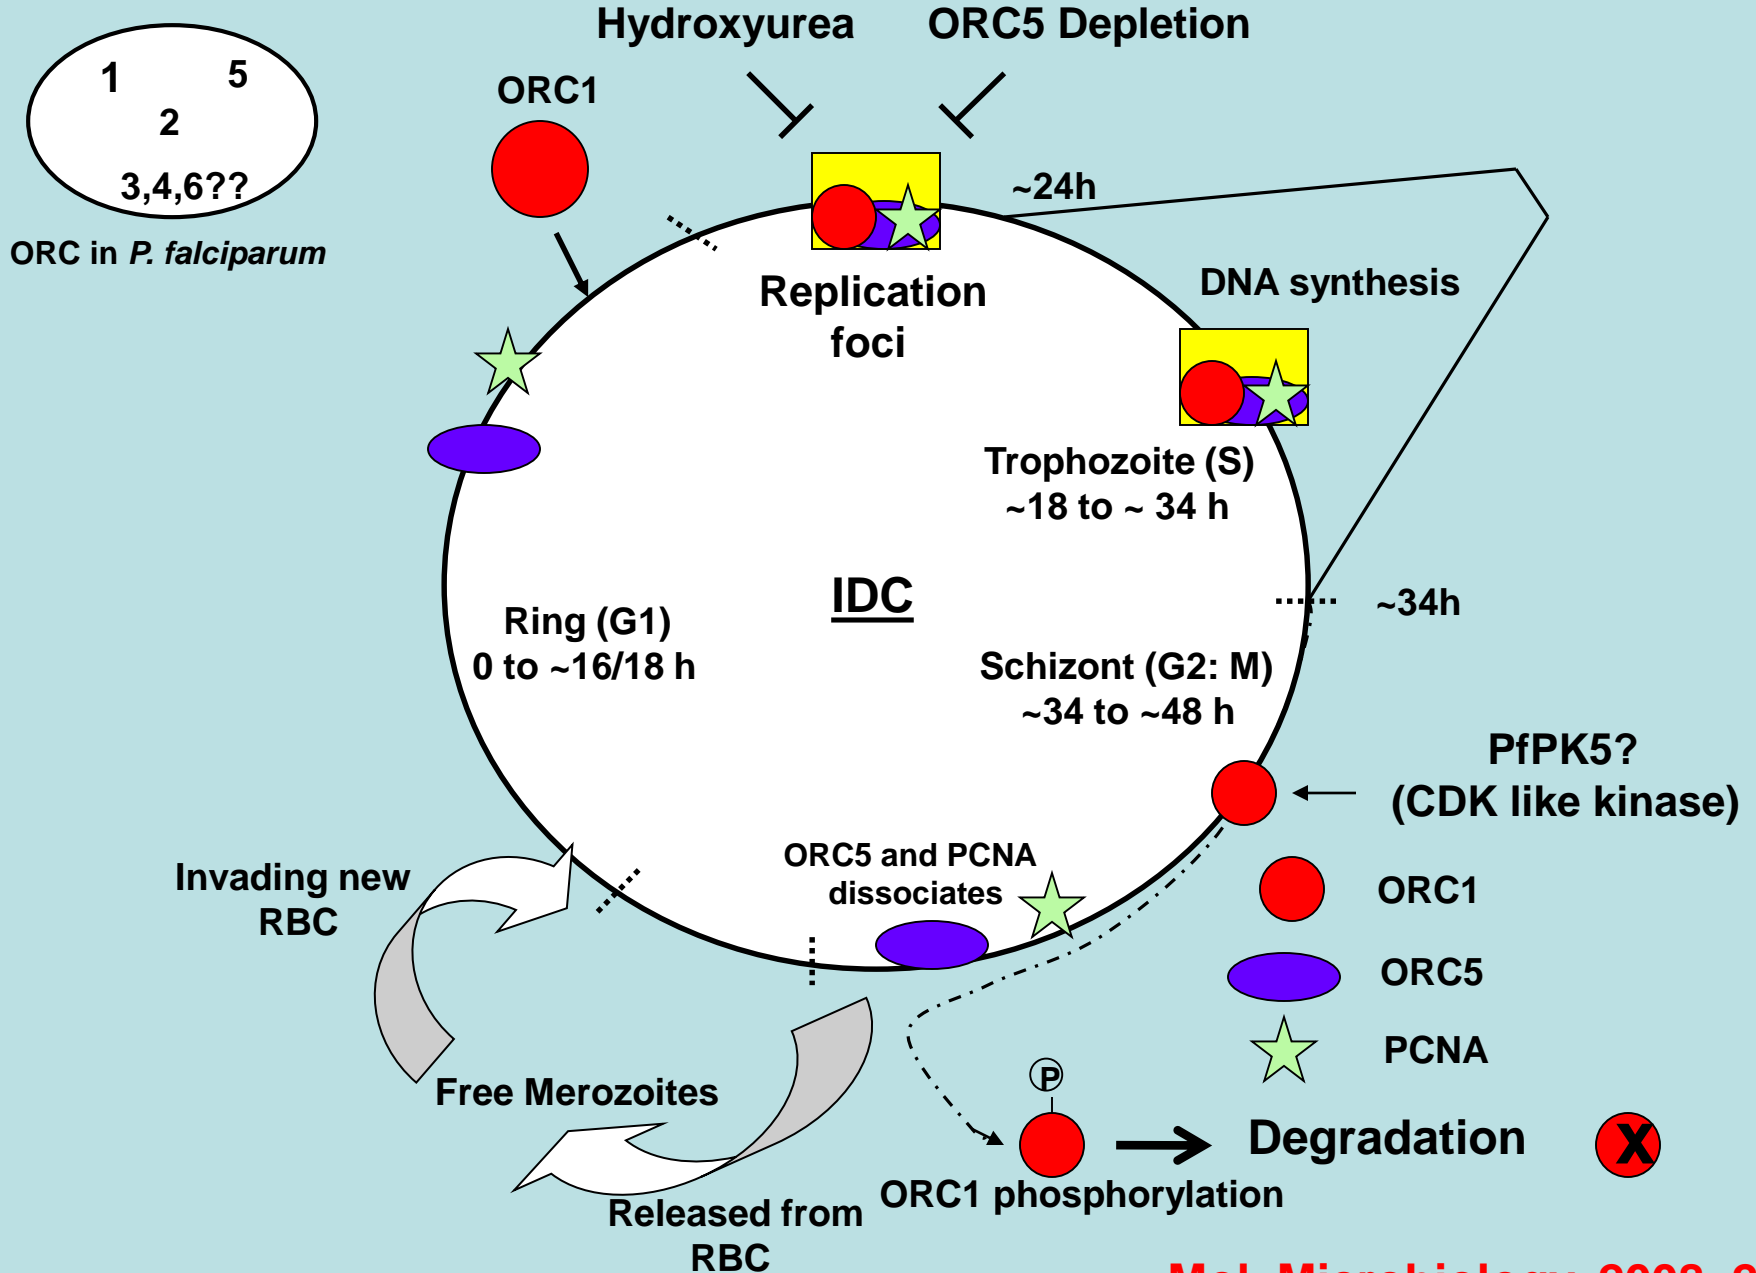 Hydroxyurea
ORC5 Depletion
1 5
2
3,4,6??
ORC in P. falciparum
ORC1
~24h
Replication
foci
DNA synthesis
Trophozoite (S)
~18 to ~ 34 h
IDC
Ring (G1)
0 to ~16/18 h
~34h
Schizont (G2: M)
~34 to ~48 h
PfPK5?
(CDK like kinase)
ORC5 and PCNA
dissociates
Invading new
RBC
ORC1
ORC5
PCNA
Free Merozoites
P
Degradation
X
ORC1 phosphorylation
Released from
RBC